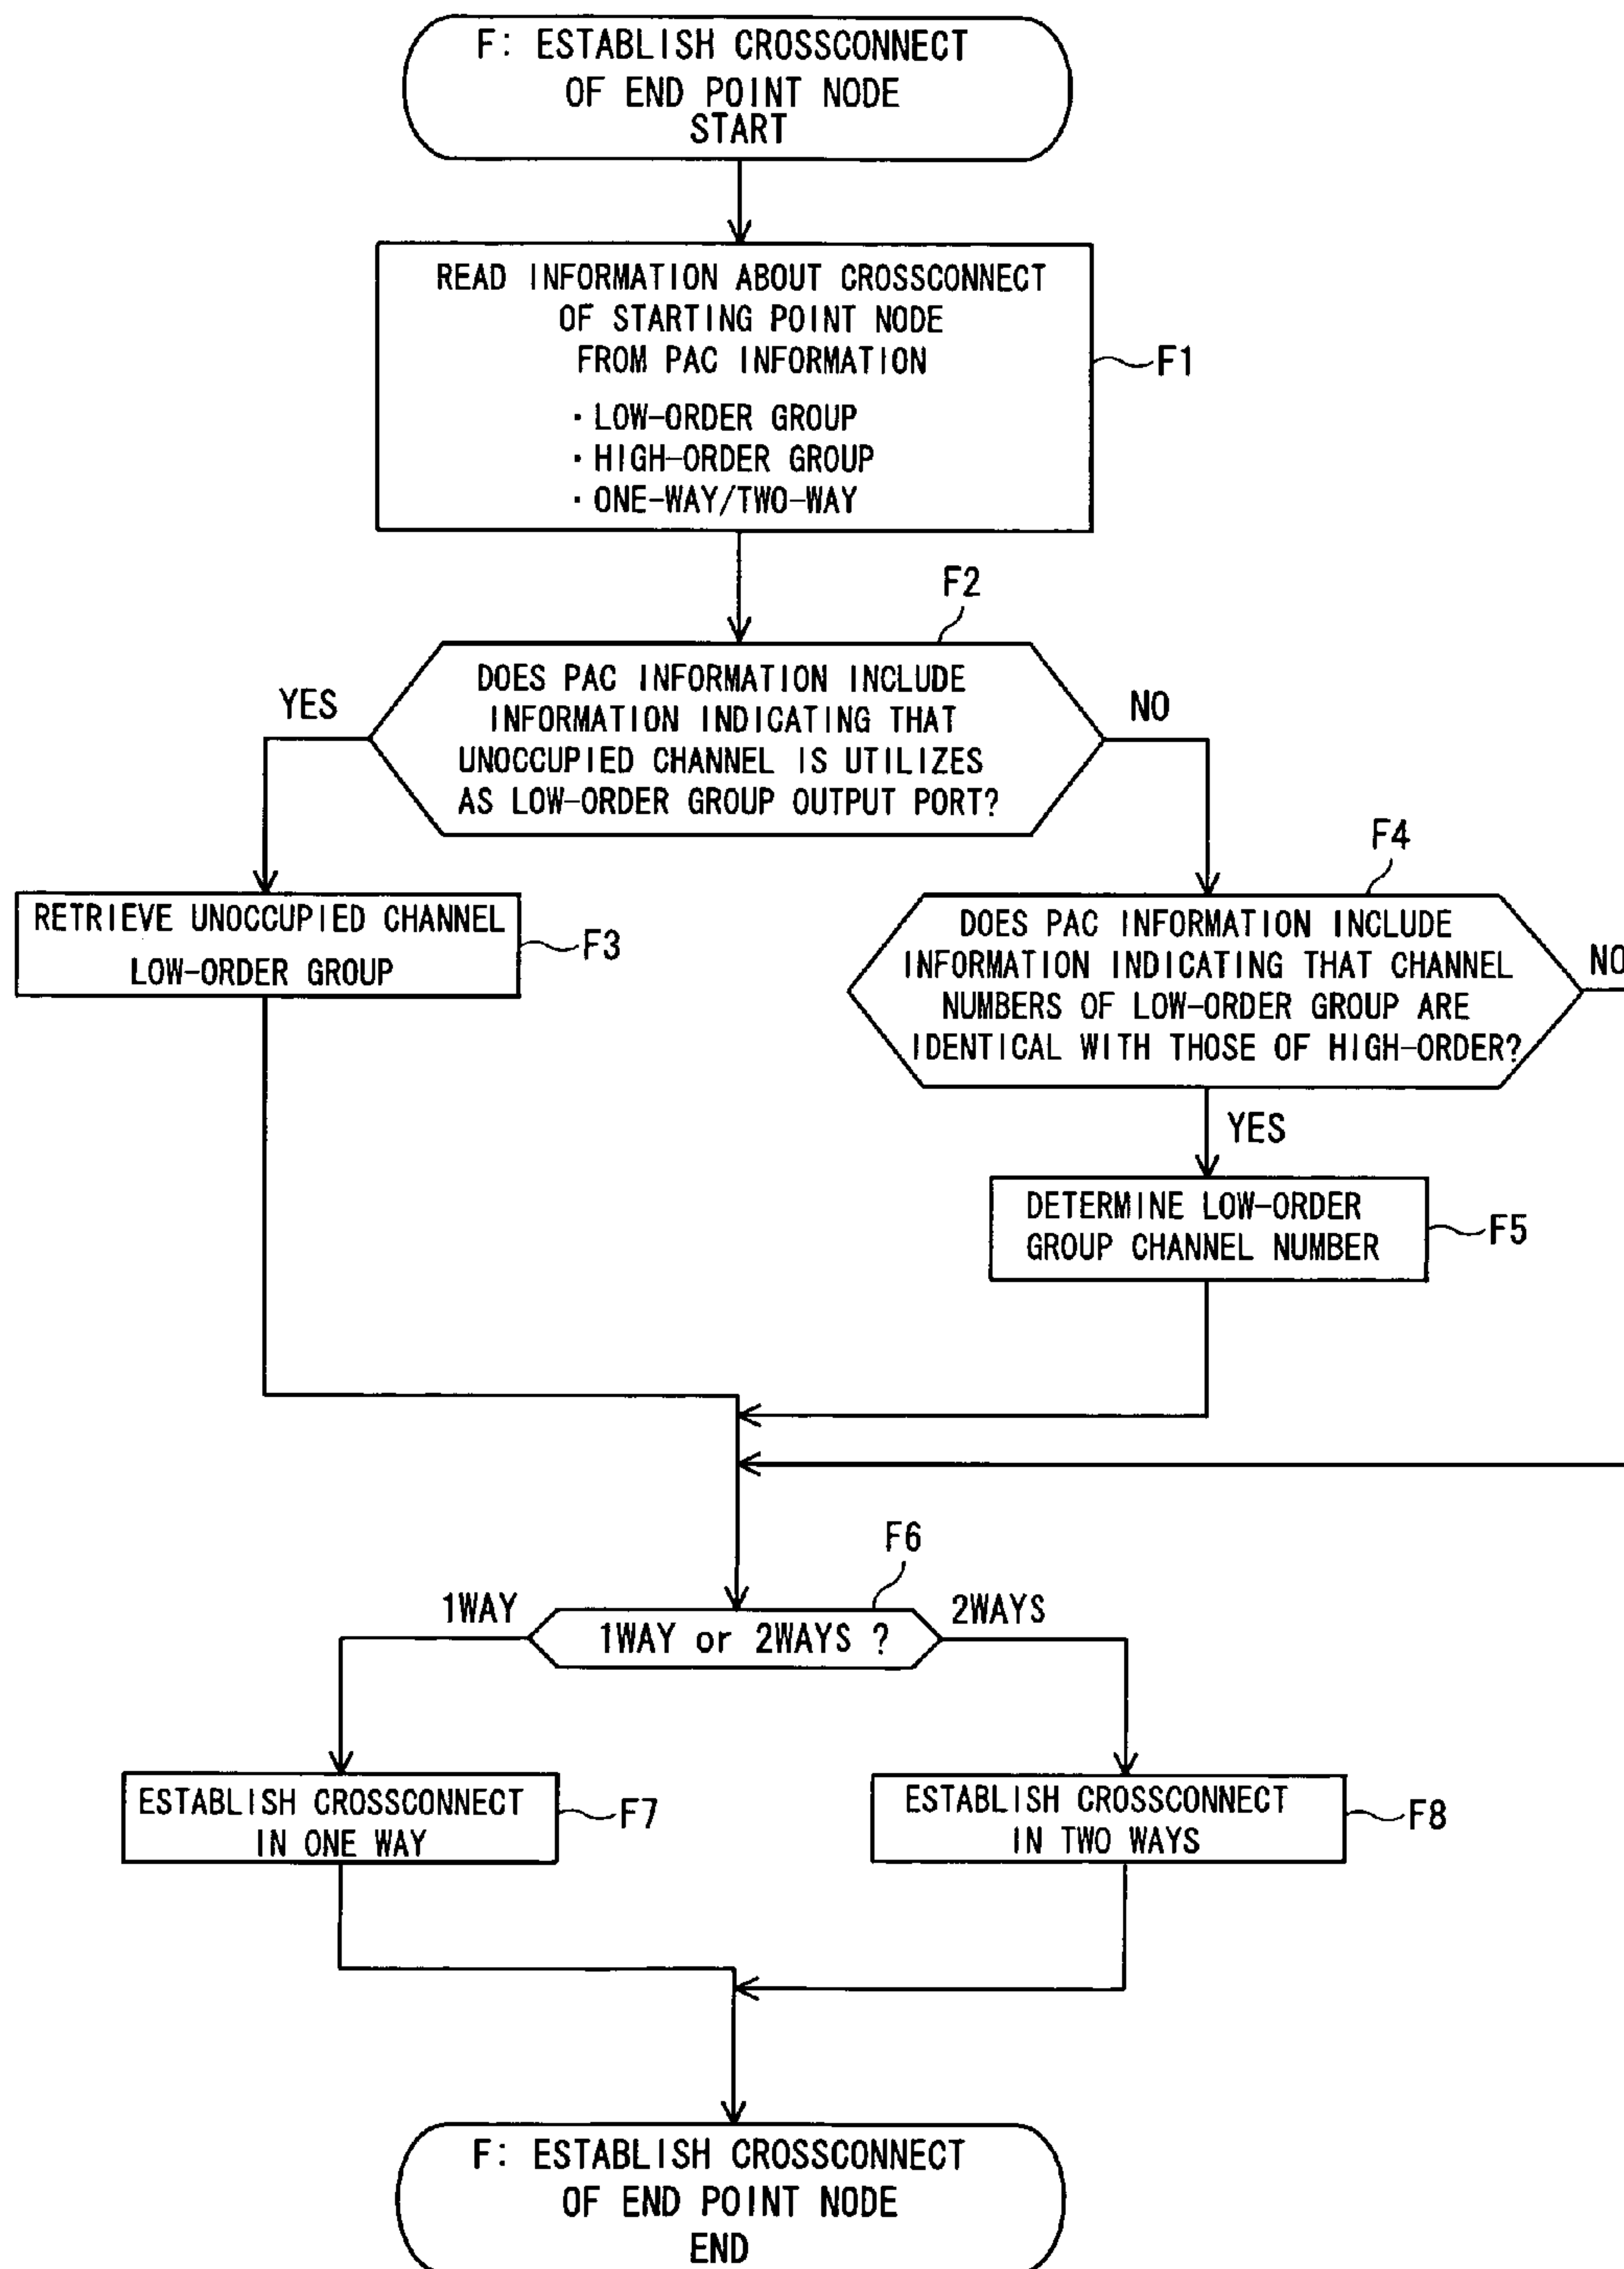 F: ESTABLISH CROSSCONNECT
OF END POINT NODE
START
READ INFORMATION ABOUT CROSSCONNECT
OF STARTING POINT NODE
FROM PAC INFORMATION
· LOW-ORDER GROUP
· HIGH-ORDER GROUP
· ONE-WAY/TWO-WAY
F1
F2
DOES PAC INFORMATION INCLUDE
INFORMATION INDICATING THAT
UNOCCUPIED CHANNEL IS UTILIZES
AS LOW-ORDER GROUP OUTPUT PORT?
YES
NO
RETRIEVE UNOCCUPIED CHANNEL
LOW-ORDER GROUP
F3
F4
DOES PAC INFORMATION INCLUDE
INFORMATION INDICATING THAT CHANNEL
NUMBERS OF LOW-ORDER GROUP ARE
IDENTICAL WITH THOSE OF HIGH-ORDER?
NO
YES
DETERMINE LOW-ORDER
GROUP CHANNEL NUMBER
F5
F6
1WAY
1WAY or 2WAYS ?
2WAYS
ESTABLISH CROSSCONNECT
IN ONE WAY
F7
ESTABLISH CROSSCONNECT
IN TWO WAYS
F8
F: ESTABLISH CROSSCONNECT
OF END POINT NODE
END